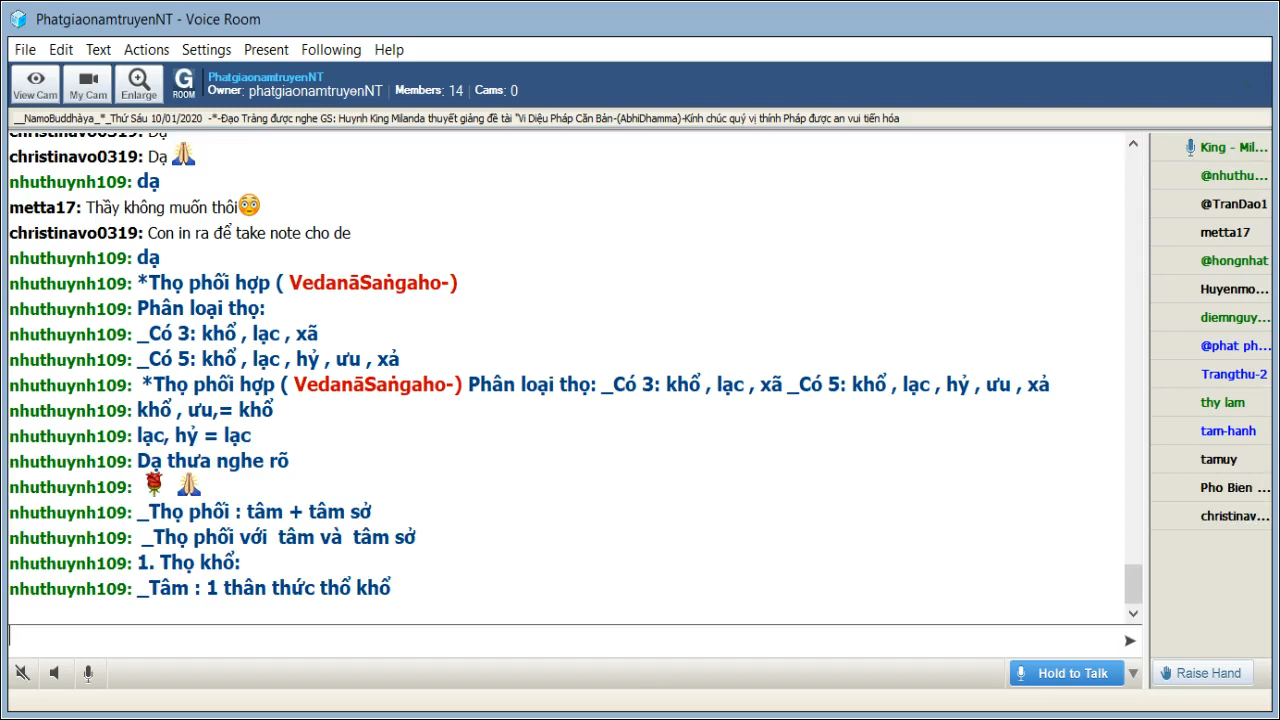 PhatgiaonamtruyenNT - Voice Room
File Edit Text Actions Settings Present Following Help
View Cam
My Cam
Enlarge
G ROOM
PhatgiaonamtruyenNT
Owner: phatgiaonamtruyenNT | Members: 14 | Cams: 0
__NamoBuddhàya_*_Thứ Sáu 10/01/2020 -*-Đạo Tràng được nghe GS: Huynh King Milanda thuyết giảng đề tài "Vi Diệu Pháp Căn Bản-(AbhiDhamma)-Kính chúc quý vị thính Pháp được an vui tiến hóa
christinavo0319: Dạ
christinavo0319: Dạ
nhuthuynh109: dạ
metta17: Thầy không muốn thôi
christinavo0319: Con in ra để take note cho de
nhuthuynh109: dạ
nhuthuynh109: *Thọ phối hợp ( VedanāSaṅgaho-)
nhuthuynh109: Phân loại thọ:
nhuthuynh109: _Có 3: khổ , lạc , xã
nhuthuynh109: _Có 5: khổ , lạc , hỷ , ưu , xả
nhuthuynh109: *Thọ phối hợp ( VedanāSaṅgaho-) Phân loại thọ: _Có 3: khổ , lạc , xã _Có 5: khổ , lạc , hỷ , ưu , xả
nhuthuynh109: khổ , ưu,= khổ
nhuthuynh109: lạc, hỷ = lạc
nhuthuynh109: Dạ thưa nghe rõ
nhuthuynh109:
nhuthuynh109: _Thọ phối : tâm + tâm sở
nhuthuynh109: _Thọ phối với tâm và tâm sở
nhuthuynh109: 1. Thọ khổ:
nhuthuynh109: _Tâm : 1 thân thức thổ khổ
King - Mil...
@nhuthu...
@TranDao1
metta17
@hongnhat
Huyenmo...
diemnguy...
@phat ph...
Trangthu-2
thy lam
tam-hanh
tamuy
Pho Bien ...
christinav...
Hold to Talk
Raise Hand